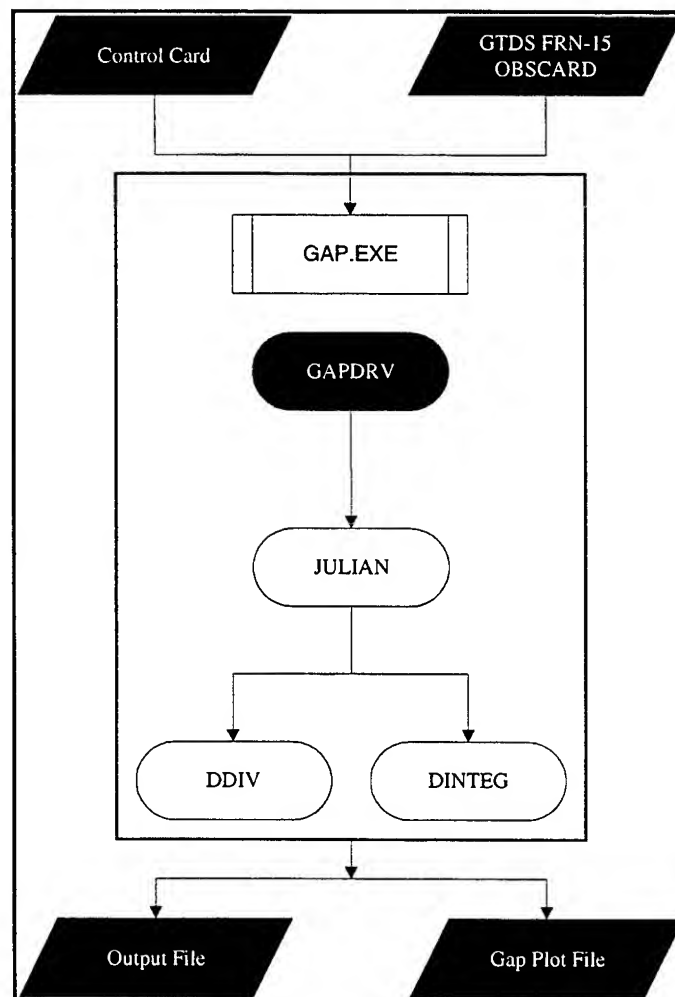 Control Card
GTDS FRN-15
OBSCARD
GAP.EXE
GAPDRV
JULIAN
DDIV
DINTEG
Output File
Gap Plot File